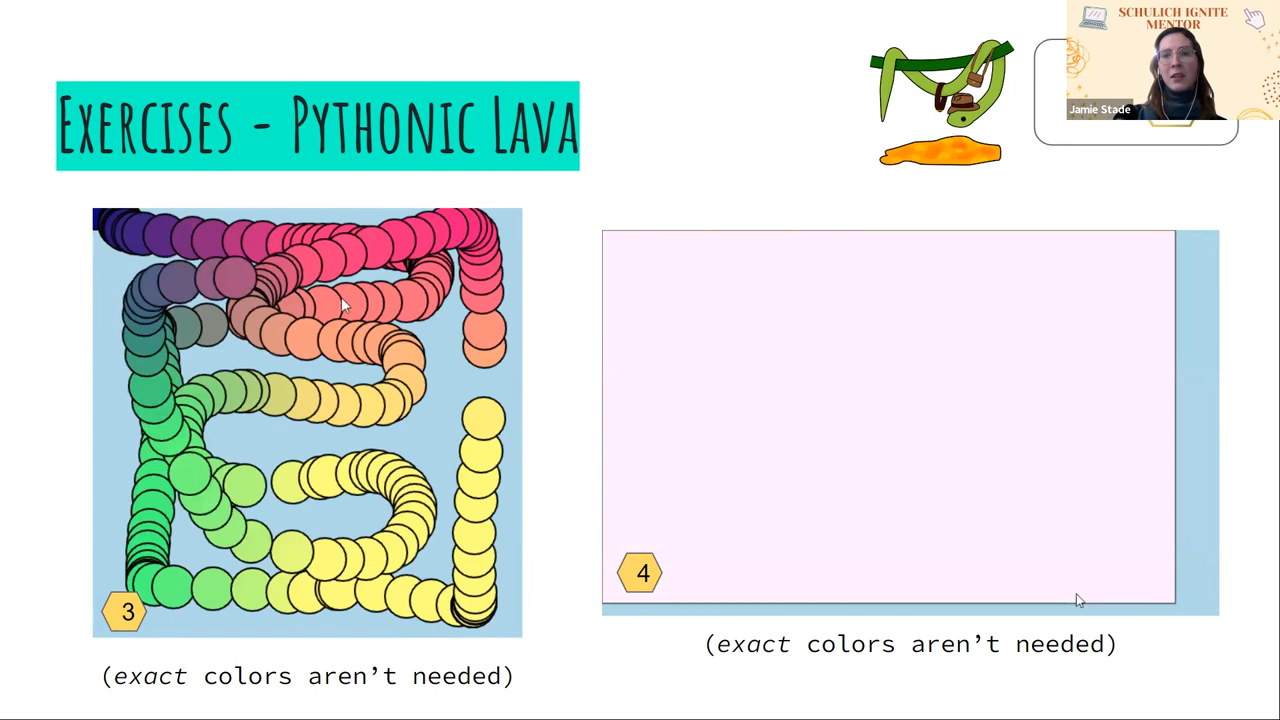 SCHULICH IGNITE
MENTOR
Jamie Stade
EXERCISES - PYTHONIC LAVA
3
4
(exact colors aren't needed)
(exact colors aren't needed)